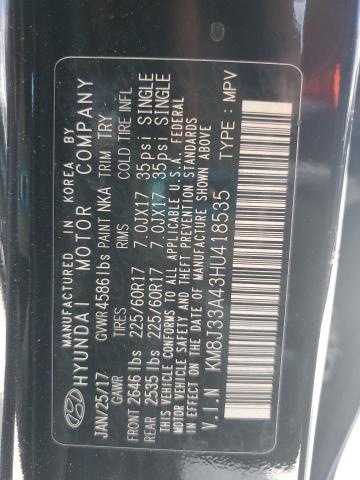 MANUFACTURED IN KOREA BY
HYUNDAI MOTOR COMPANY
JAN/25/17 GVWR 4586 lbs PAINT NKA TRIM TRY
GAWR TIRES RIMS COLD TIRE INFL
FRONT 2646 lbs 225/60R17 7.0JX17 35psi SINGLE
REAR 2535 lbs 225/60R17 7.0JX17 35psi SINGLE
THIS VEHICLE CONFORMS TO ALL APPLICABLE U.S.A. FEDERAL
MOTOR VEHICLE SAFETY AND THEFT PREVENTION STANDARDS
IN EFFECT ON THE DATE OF MANUFACTURE SHOWN ABOVE.
V.I.N KM8J33A43HU418535 TYPE : MPV